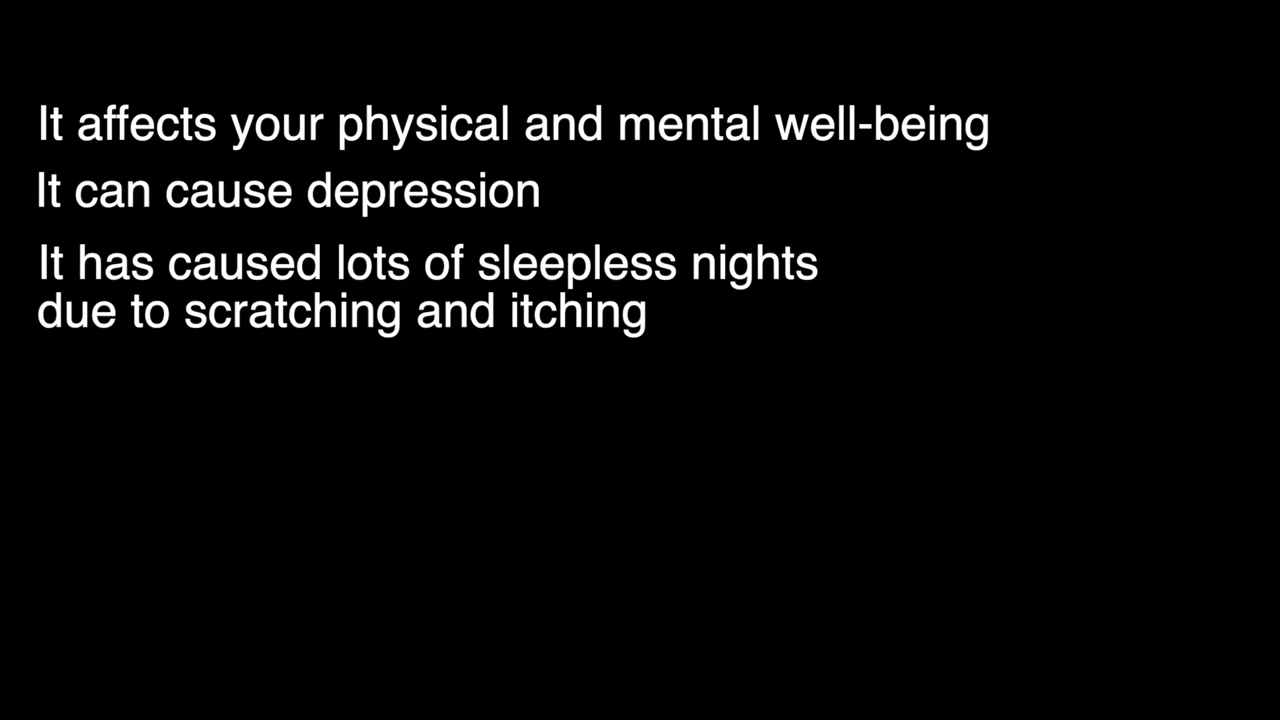 It affects your physical and mental well-being
It can cause depression
It has caused lots of sleepless nights
due to scratching and itching